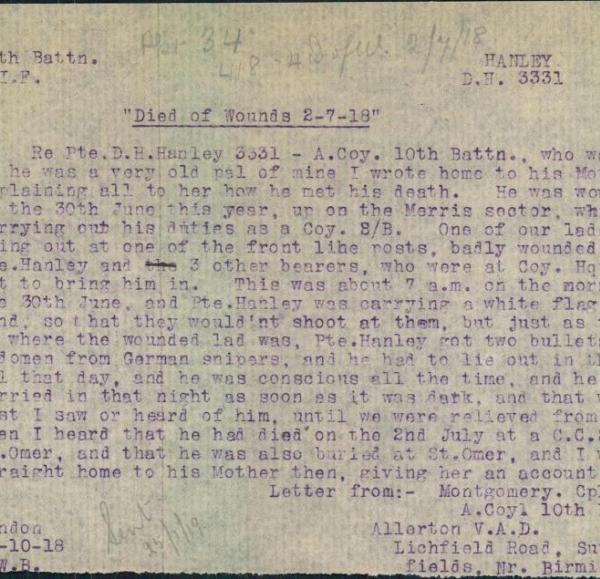 34
4/8 2/7/18
th Battn. HANLEY
I.F. D.H. 3331
"Died of Wounds 2-7-18"
Re Pte.D.H.Hanley 3331 - A.Coy. 10th Battn., who wa
he was a very old pal of mine I wrote home to his Mo
plaining all to her how he met his death. He was wou
the 30th June this year, up on the Merris sector, wh
rrying out his duties as a Coy. S/B. One of our lad
ing out at one of the front line posts, badly wounded
e.Hanley and the 3 other bearers, who were at Coy. Hq
t to bring him in. This was about 7 a.m. on the mor
e 30th June, and Pte.Hanley was carrying a white flag
nd, so that they would'nt shoot at them, but just as
where the wounded lad was, Pte.Hanley got two bullets
domen from German snipers, and he had to lie out in th
l that day, and he was conscious all the time, and he
rried in that night as soon as it was dark, and that w
st I saw or heard of him, until we were relieved from
en I heard that he had died on the 2nd July at a C.C.S
.Omer, and that he was also buried at St.Omer, and I w
raight home to his Mother then, giving her an account
Letter from:- Montgomery. Cpl
A.Coyl 10th
Sent
ndon Allerton V.A.D.
-10-18 Lichfield Road, Su
W.B. fields, Nr. Birmi